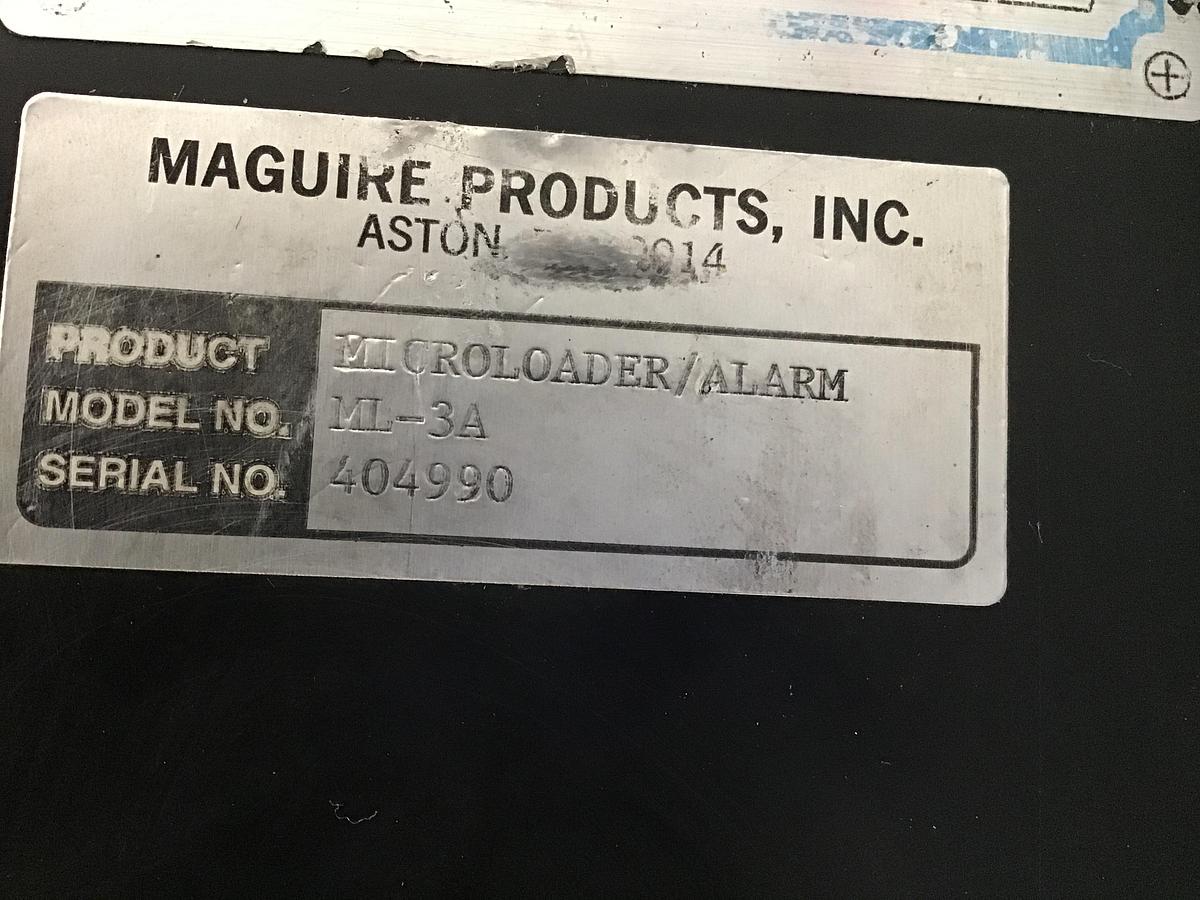 MAGUIRE PRODUCTS, INC.
ASTON
PRODUCT MICROLOADER/ALARM
MODEL NO. ML-3A
SERIAL NO. 404990